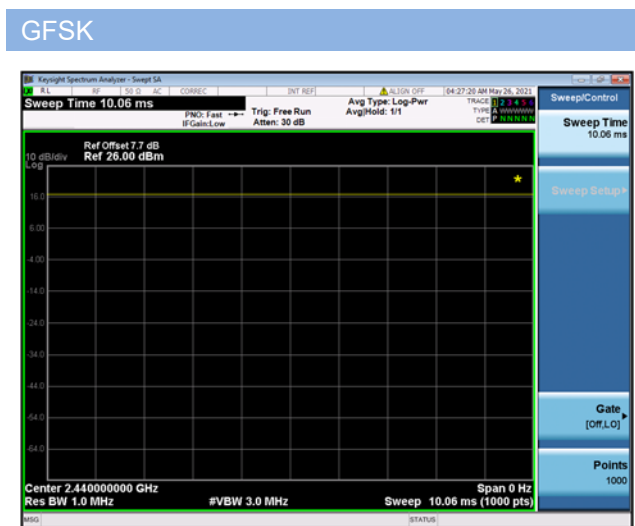 GFSK
Keysight Spectrum Analyzer - Swept SA
RL RF 50 Ω AC CORREC INT REF ALIGN OFF 04:27:20 AM May 26, 2021
Sweep Time 10.06 ms
PNO: Fast
IFGain:Low
Trig: Free Run
Atten: 30 dB
Avg Type: Log-Pwr
Avg|Hold: 1/1
TRACE 1 2 3 4 5 6
TYPE A WWWWW
DET P N N N N N
Sweep/Control
Sweep Time
10.06 ms
Sweep Setup
Gate
[Off,LO]
Points
1000
Ref Offset 7.7 dB
10 dB/div Ref 26.00 dBm
Log
*
16.0
6.00
-4.00
-14.0
-24.0
-34.0
-44.0
-54.0
-64.0
Center 2.440000000 GHz Span 0 Hz
Res BW 1.0 MHz #VBW 3.0 MHz Sweep 10.06 ms (1000 pts)
MSG STATUS